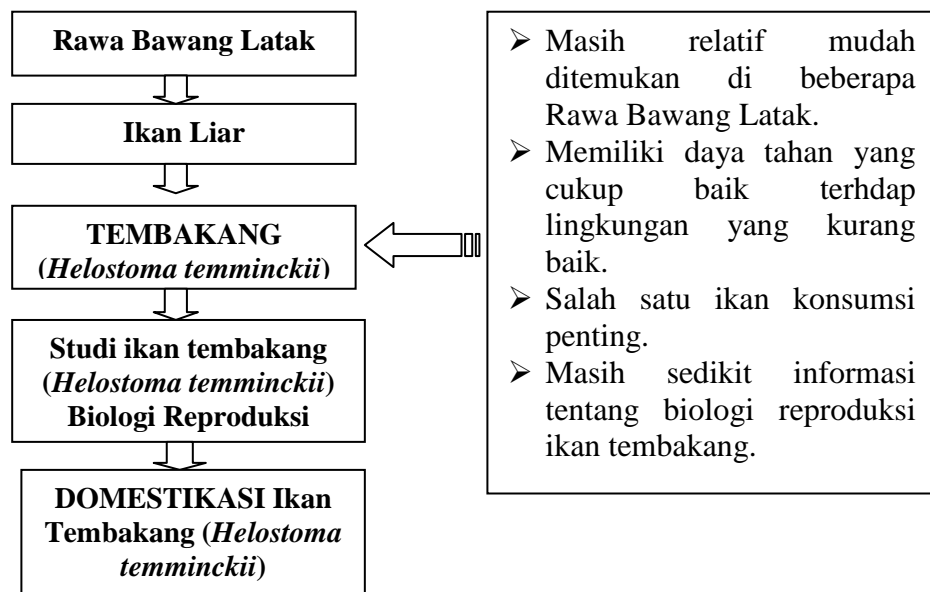 Rawa Bawang Latak
Ikan Liar
TEMBAKANG
(Helostoma temminckii)
Studi ikan tembakang
(Helostoma temminckii)
Biologi Reproduksi
DOMESTIKASI Ikan
Tembakang (Helostoma
temminckii)
➢ Masih relatif mudah
ditemukan di beberapa
Rawa Bawang Latak.
➢ Memiliki daya tahan yang
cukup baik terhdap
lingkungan yang kurang
baik.
➢ Salah satu ikan konsumsi
penting.
➢ Masih sedikit informasi
tentang biologi reproduksi
ikan tembakang.